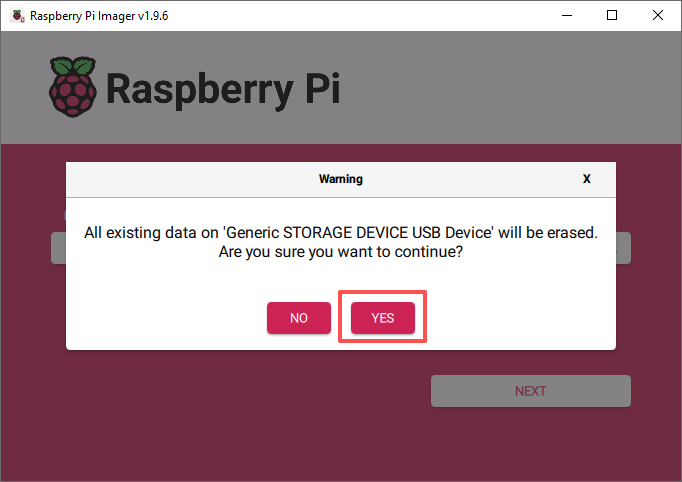 Raspberry Pi Imager v1.9.6
Raspberry Pi
Warning
X
All existing data on 'Generic STORAGE DEVICE USB Device' will be erased.
Are you sure you want to continue?
NO
YES
NEXT